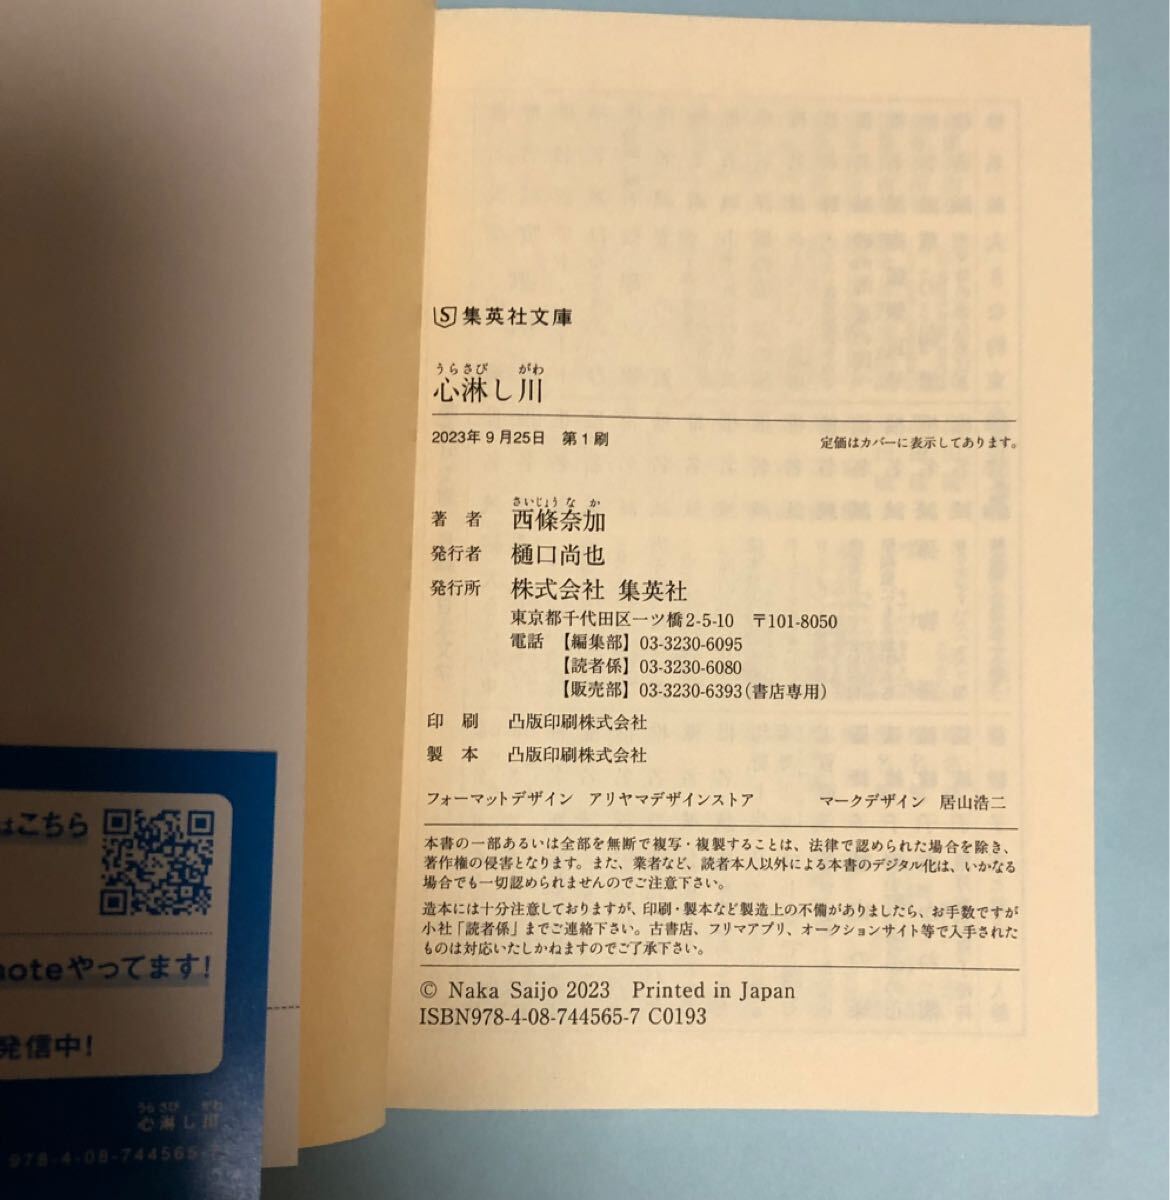 S 集英社文庫
うらさび がわ
心淋し川
2023年9月25日 第1刷
定価はカバーに表示してあります。
さいじょう な か
著 者 西條奈加
発行者 樋口尚也
発行所 株式会社 集英社
東京都千代田区一ツ橋2-5-10 〒101-8050
電話 【編集部】03-3230-6095
【読者係】03-3230-6080
【販売部】03-3230-6393(書店専用)
印 刷 凸版印刷株式会社
製 本 凸版印刷株式会社
フォーマットデザイン アリヤマデザインストア
マークデザイン 居山浩二
本書の一部あるいは全部を無断で複写・複製することは、法律で認められた場合を除き、
著作権の侵害となります。また、業者など、読者本人以外による本書のデジタル化は、いかなる
場合でも一切認められませんのでご注意下さい。
造本には十分注意しておりますが、印刷・製本など製造上の不備がありましたら、お手数ですが
小社「読者係」までご連絡下さい。古書店、フリマアプリ、オークションサイト等で入手された
ものは対応いたしかねますのでご了承下さい。
© Naka Saijo 2023 Printed in Japan
ISBN978-4-08-744565-7 C0193
はこちら
noteやってます!
発信中!
うらさび がわ
心淋し川
978-4-08-744565-7